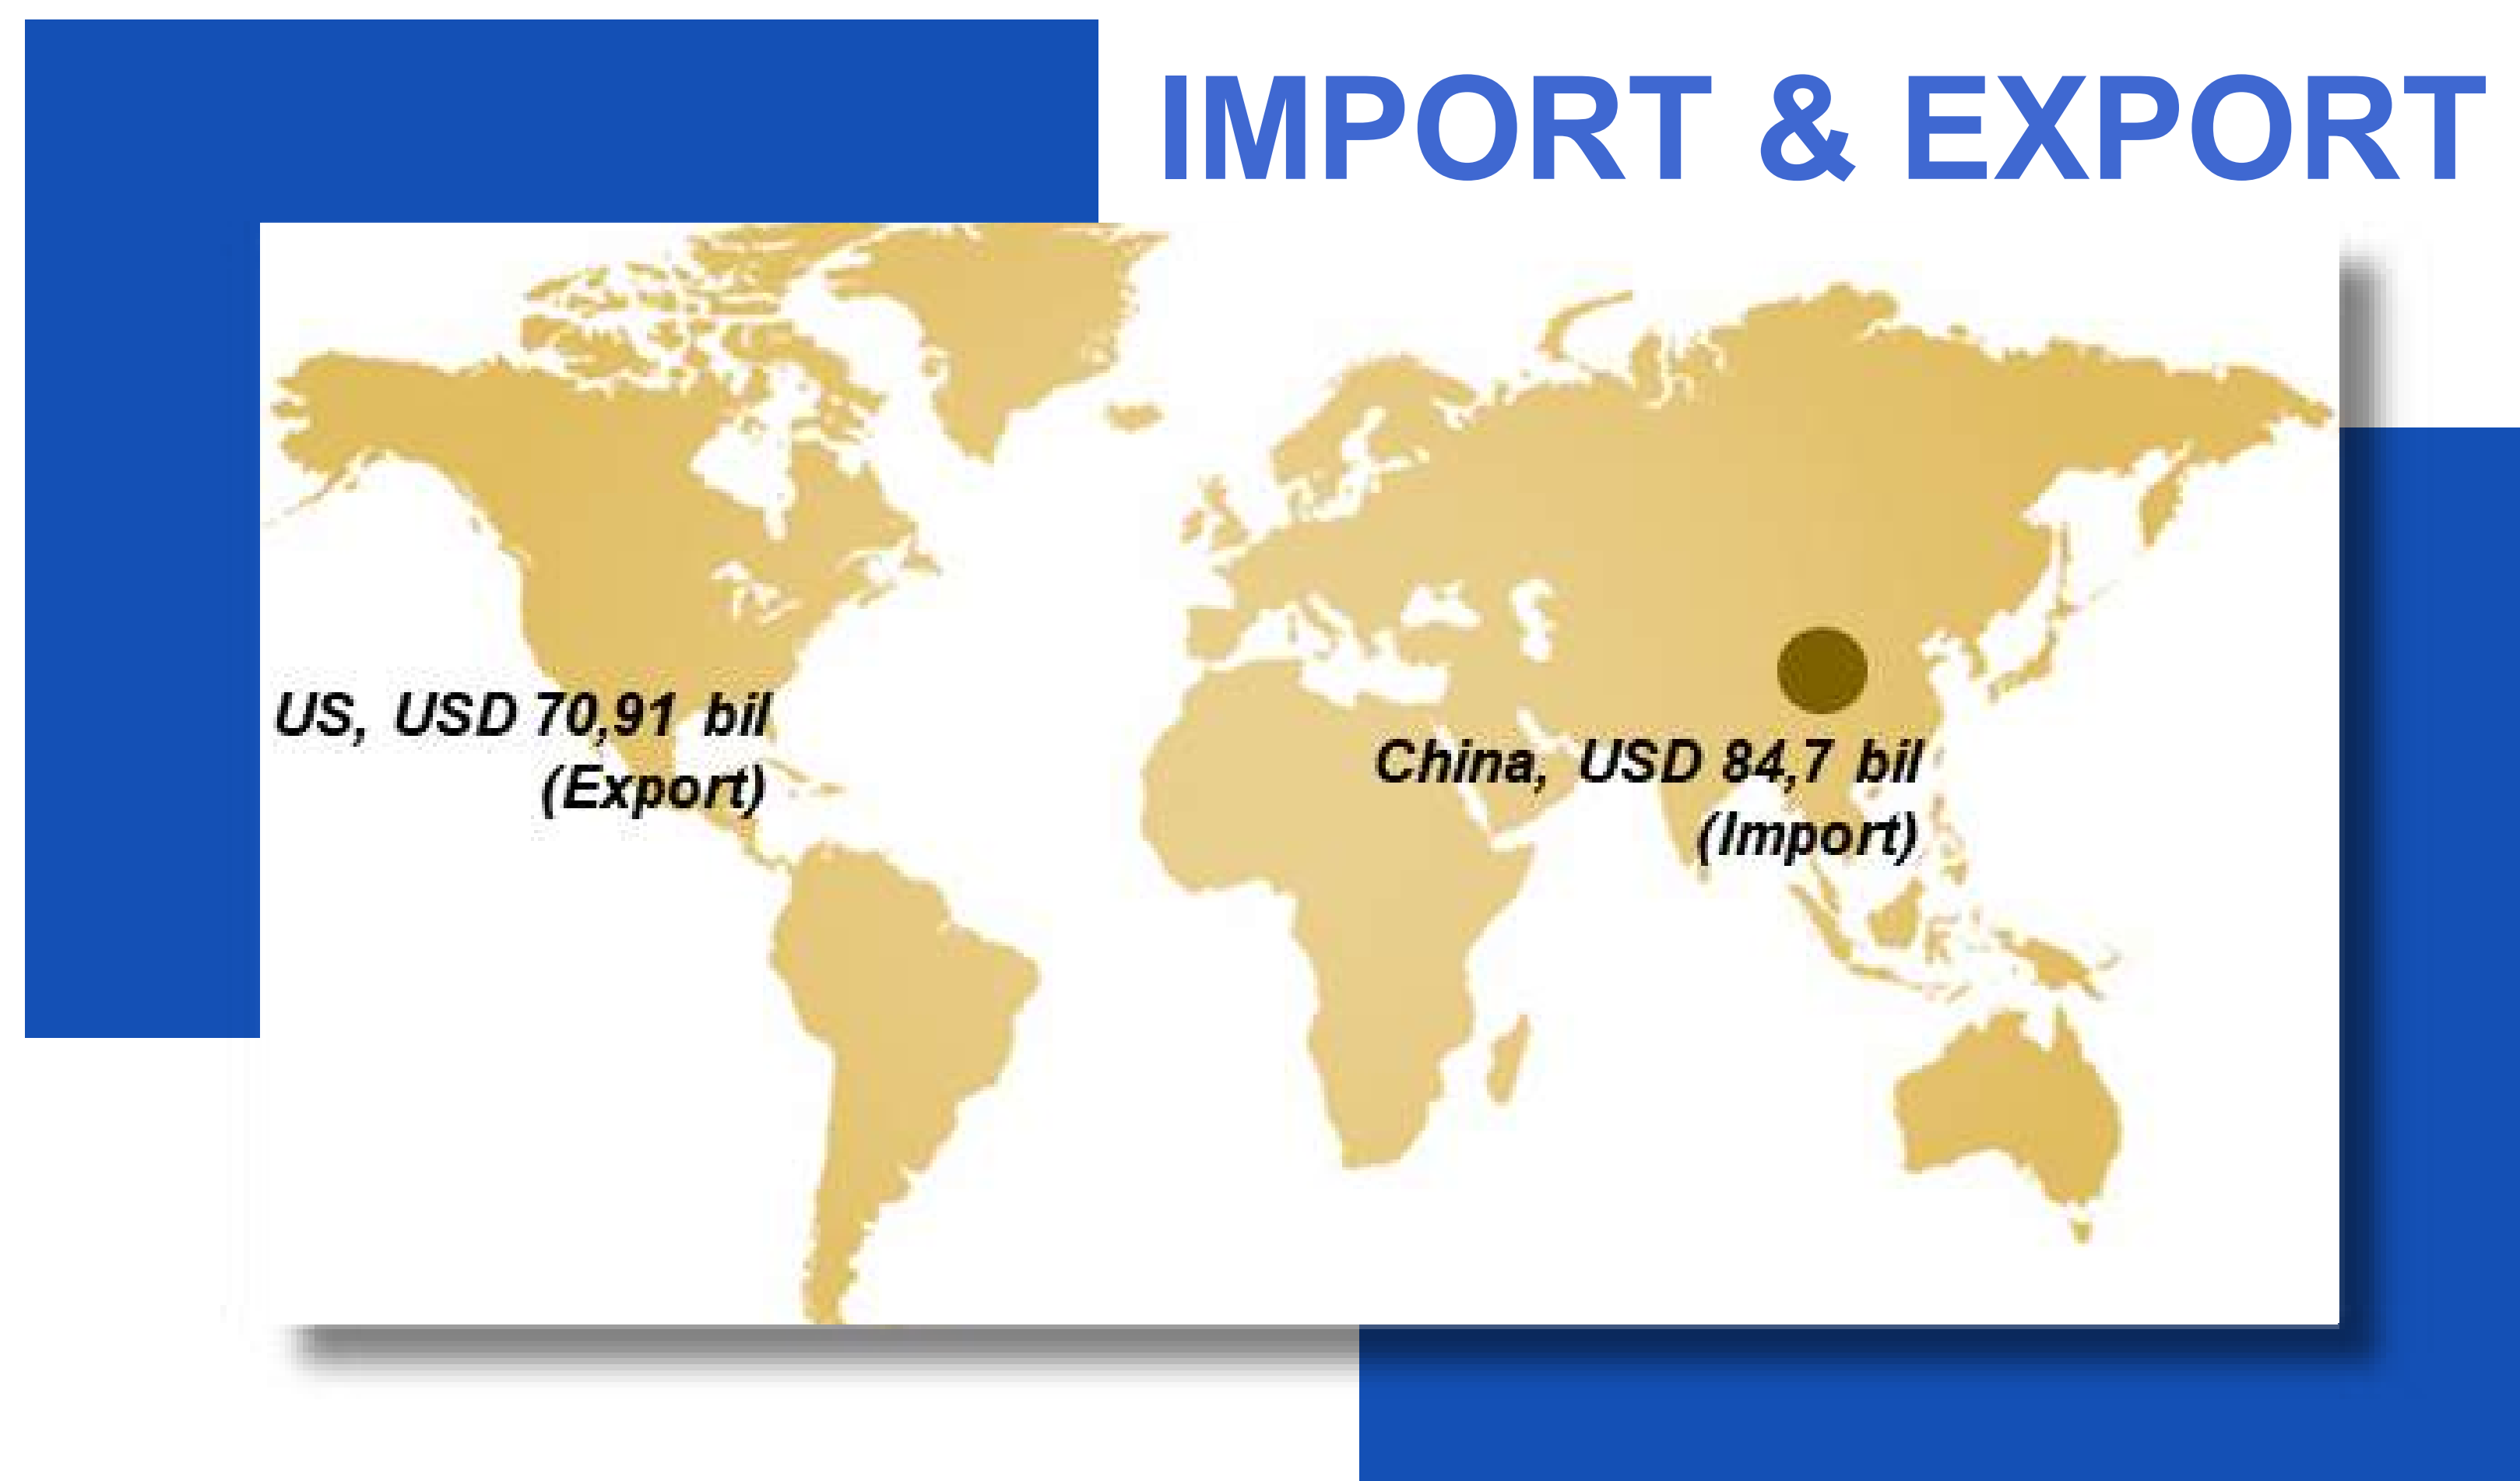 IMPORT & EXPORT
US, USD 70,91 bil
(Export)
China, USD 84,7 bil
(Import)